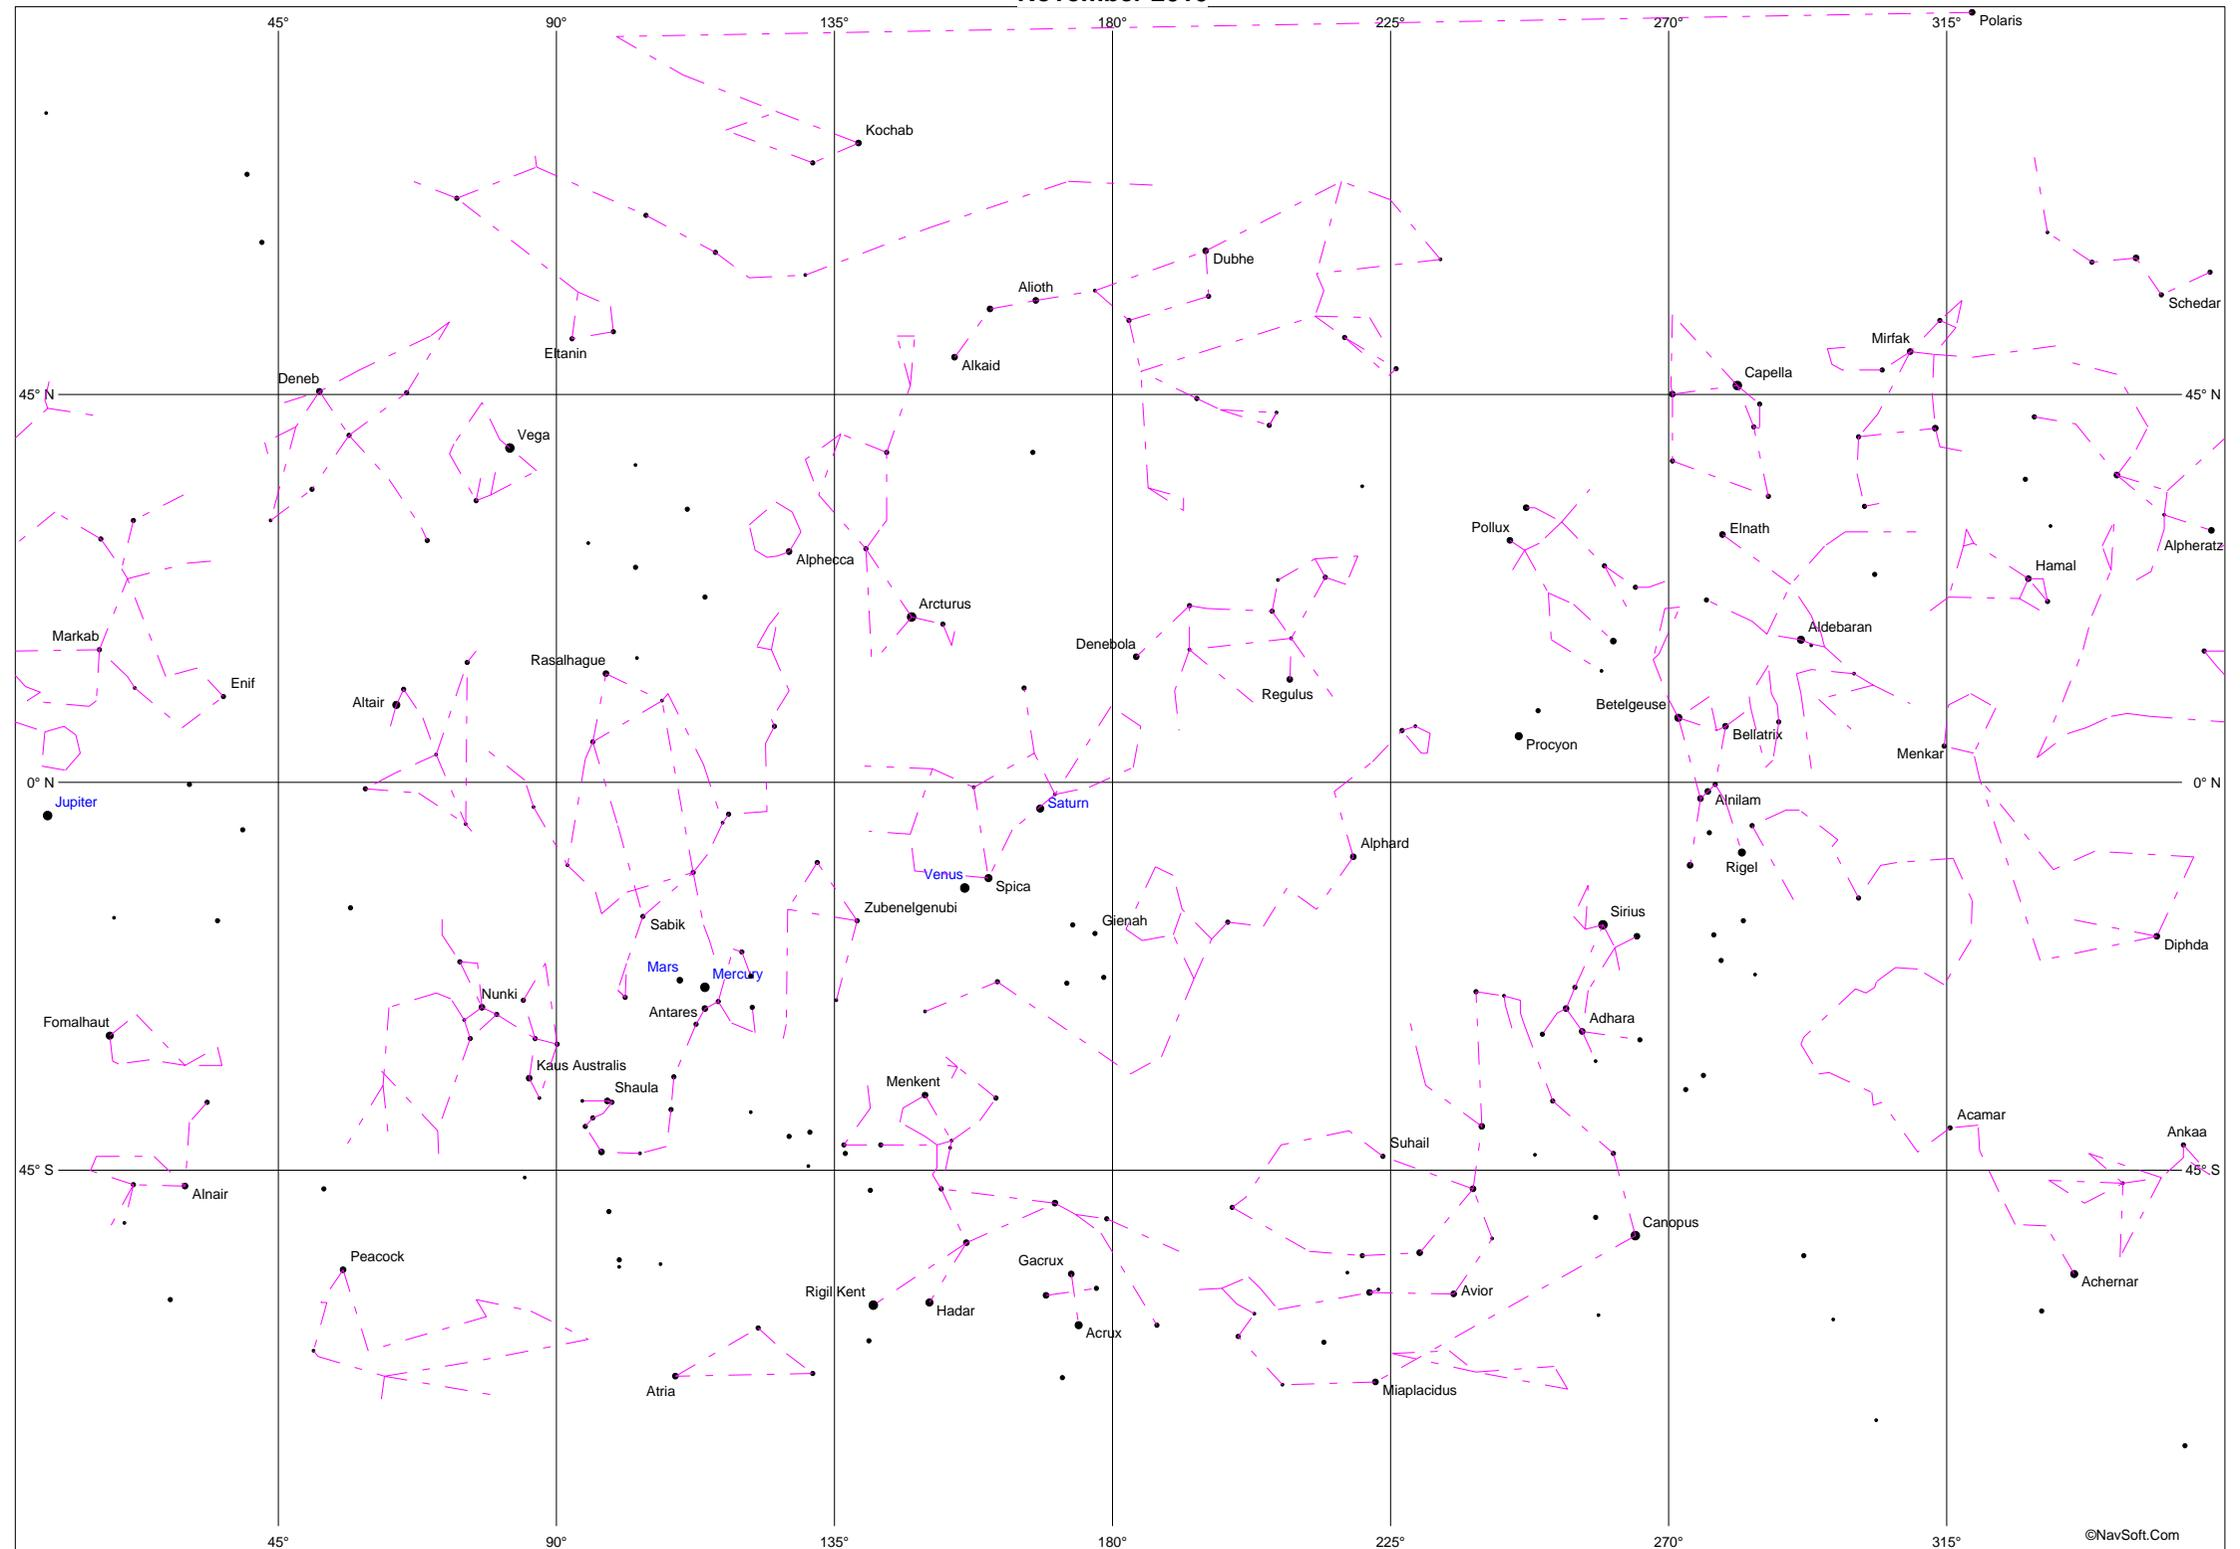 45°
90°
135°
180°
225°
270°
315°
Polaris
Kochab
Dubhe
Alioth
Schedar
Eltanin
Alkaid
Mirfak
Deneb
Capella
45° N
45° N
Vega
Pollux
Elnath
Alphecca
Alpheratz
Hamal
Arcturus
Markab
Denebola
Aldebaran
Rasalhague
Enif
Regulus
Altair
Betelgeuse
Bellatrix
Procyon
Menkar
0° N
0° N
Jupiter
Saturn
Alnilam
Alphard
Rigel
Venus
Spica
Zubenelgenubi
Sabik
Gienah
Sirius
Diphda
Mars
Mercury
Nunki
Antares
Fomalhaut
Adhara
Kaus Australis
Shaula
Menkent
Acamar
Suhail
Ankaa
45° S
45° S
Alnair
Canopus
Peacock
Gacrux
Achernar
Rigil Kent
Hadar
Avior
Acrux
Atria
Miaplacidus
45°
90°
135°
180°
225°
270°
315°
©NavSoft.Com